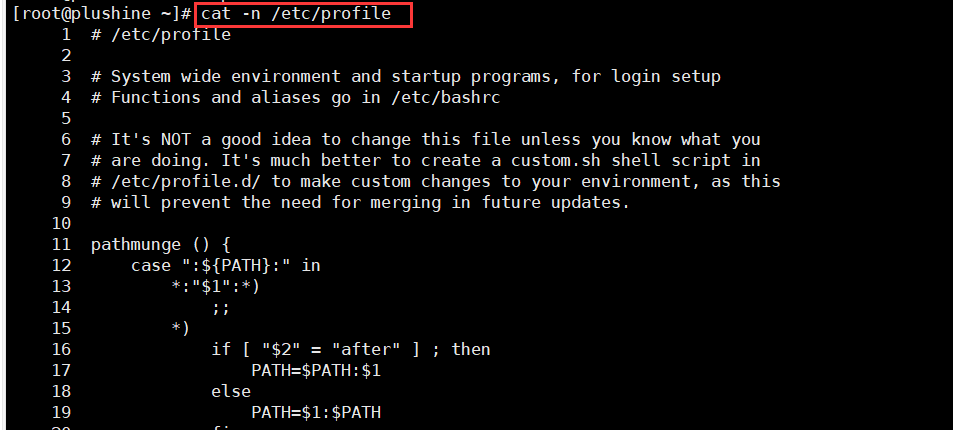 [root@plushine ~]# cat -n /etc/profile
     1  # /etc/profile
     2
     3  # System wide environment and startup programs, for login setup
     4  # Functions and aliases go in /etc/bashrc
     5
     6  # It's NOT a good idea to change this file unless you know what you
     7  # are doing. It's much better to create a custom.sh shell script in
     8  # /etc/profile.d/ to make custom changes to your environment, as this
     9  # will prevent the need for merging in future updates.
    10
    11  pathmunge () {
    12      case ":${PATH}:" in
    13          *:"$1":*)
    14              ;;
    15          *)
    16              if [ "$2" = "after" ] ; then
    17                  PATH=$PATH:$1
    18              else
    19                  PATH=$1:$PATH